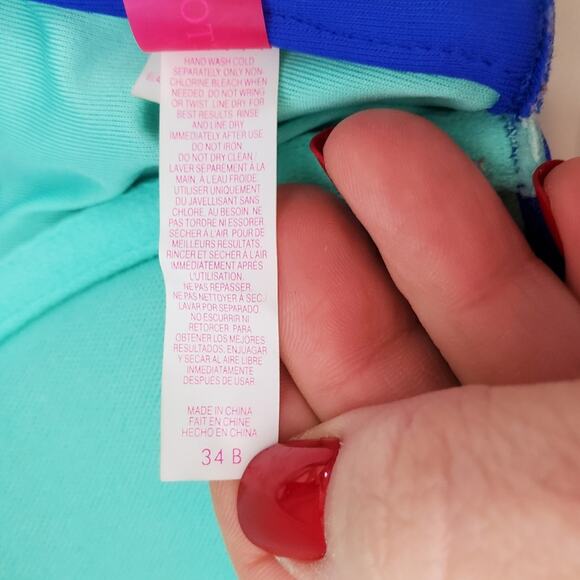 HAND WASH COLD
SEPARATELY. ONLY NON-
CHLORINE BLEACH WHEN
NEEDED. DO NOT WRING
OR TWIST. LINE DRY FOR
BEST RESULTS, RINSE
AND LINE DRY
IMMEDIATELY AFTER USE.
DO NOT IRON.
DO NOT DRY CLEAN./
LAVER SEPARÉMENT À LA
MAIN, À L'EAU FROIDE.
UTILISER UNIQUEMENT
DU JAVELLISANT SANS
CHLORE, AU BESOIN. NE
PAS TORDRE NI ESSORER.
SÉCHER À L'AIR. POUR DE
MEILLEURS RÉSULTATS,
RINCER ET SÉCHER À L'AIR
IMMÉDIATEMENT APRÈS
L'UTILISATION.
NE PAS REPASSER.
NE PAS NETTOYER À SEC./
LAVAR POR SEPARADO.
NO ESCURRIR NI
RETORCER. PARA
OBTENER LOS MEJORES
RESULTADOS, ENJUAGAR
Y SECAR AL AIRE LIBRE
INMEDIATAMENTE
DESPUÉS DE USAR.
MADE IN CHINA
FAIT EN CHINE
HECHO EN CHINA
34 B